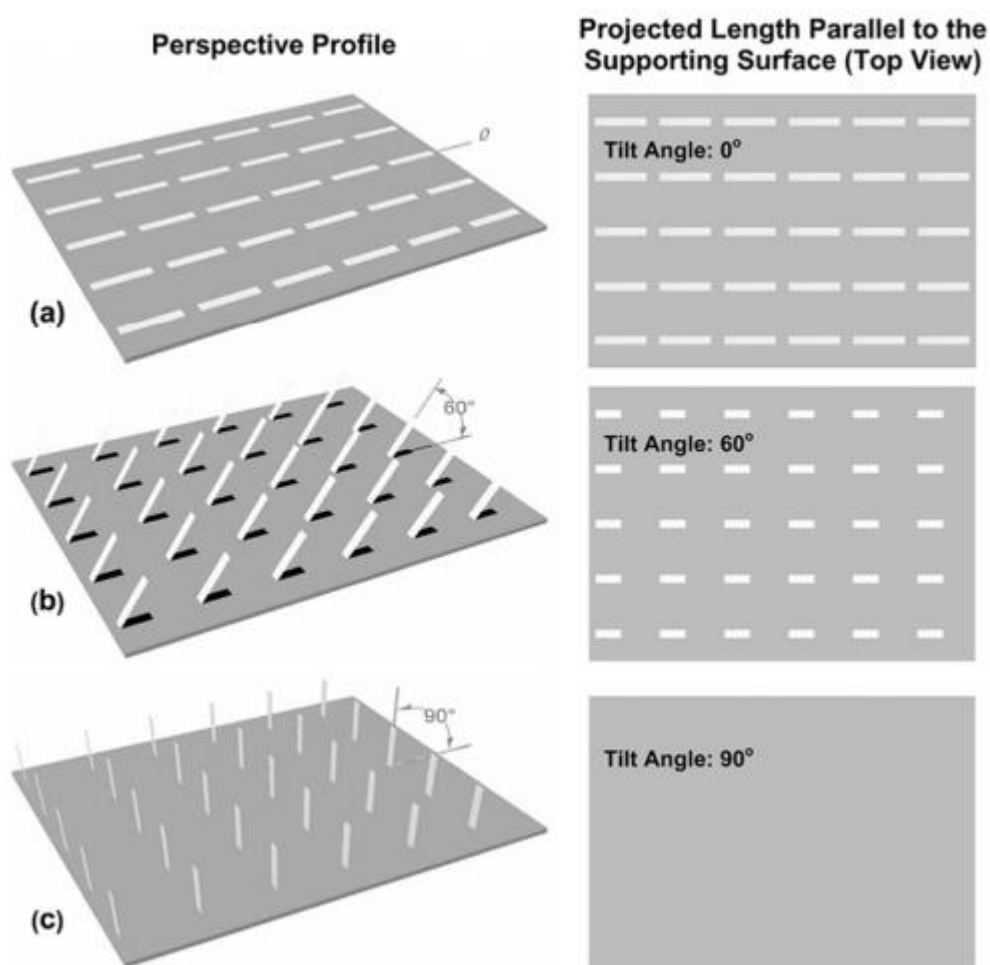 Perspective Profile
Projected Length Parallel to the
Supporting Surface (Top View)
0
Tilt Angle: 0°
(a)
60°
Tilt Angle: 60°
(b)
90°
Tilt Angle: 90°
(c)